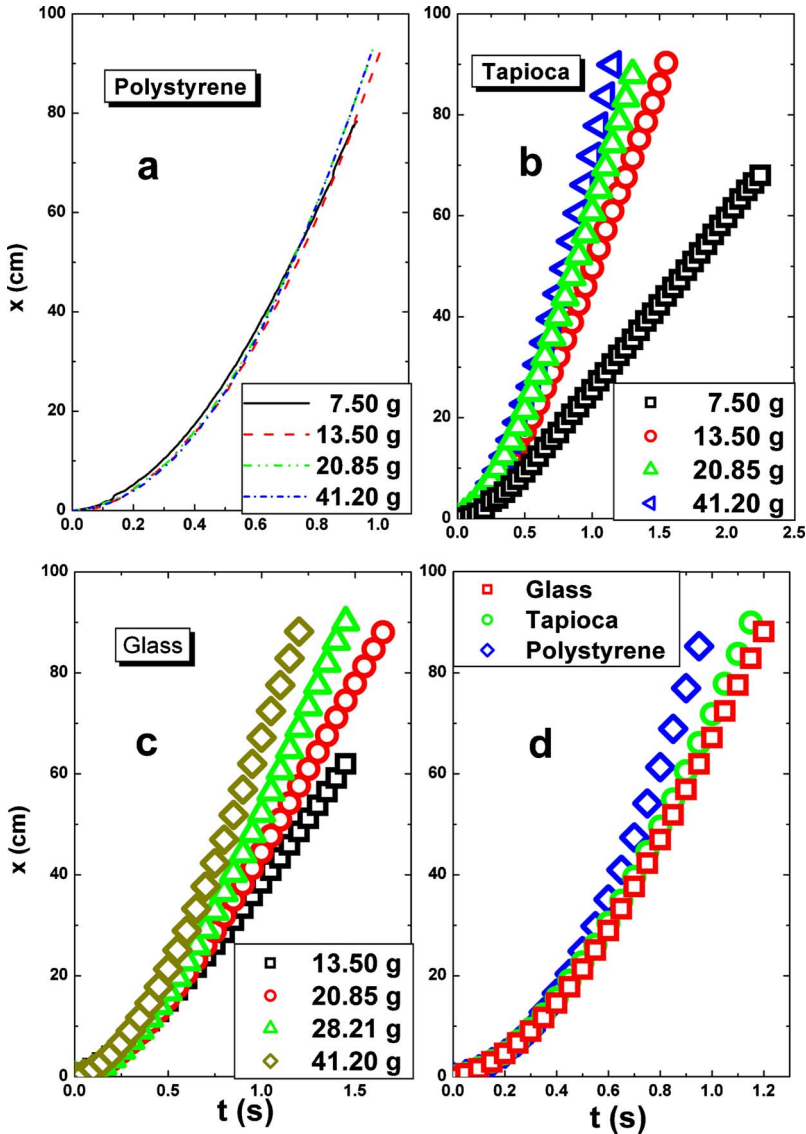 100
80
60
40
20
0
x (cm)
Polystyrene
a
7.50 g
13.50 g
20.85 g
41.20 g
0.0 0.2 0.4 0.6 0.8 1.0
100
80
60
40
20
0
Tapioca
b
7.50 g
13.50 g
20.85 g
41.20 g
0.0 0.5 1.0 1.5 2.0 2.5
100
80
60
40
20
0
x (cm)
Glass
c
13.50 g
20.85 g
28.21 g
41.20 g
0.0 0.5 1.0 1.5
t (s)
100
80
60
40
20
0
Glass
Tapioca
Polystyrene
d
0.0 0.2 0.4 0.6 0.8 1.0 1.2
t (s)